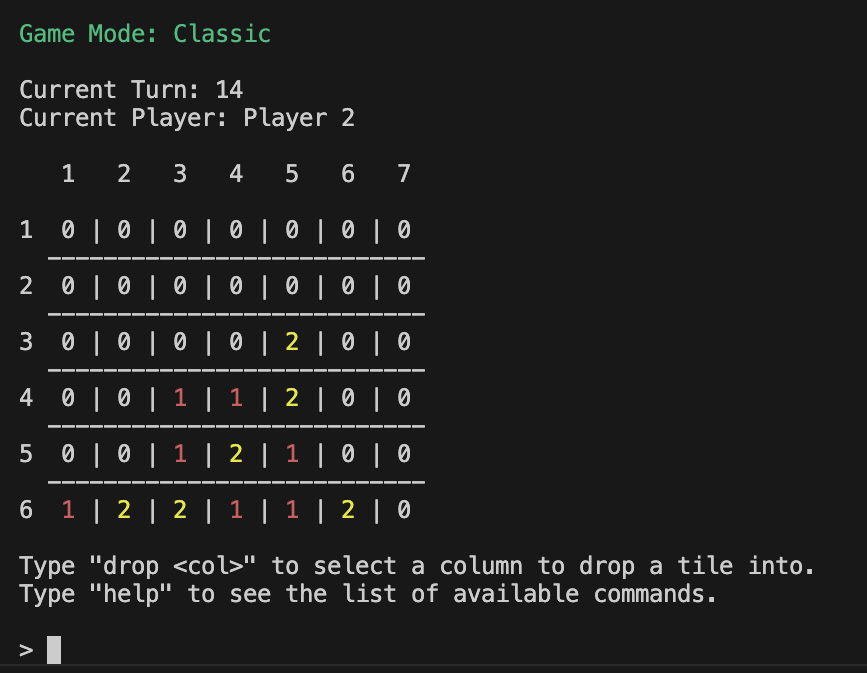 Game Mode: Classic
Current Turn: 14
Current Player: Player 2
1 2 3 4 5 6 7
1 0 | 0 | 0 | 0 | 0 | 0 | 0
2 0 | 0 | 0 | 0 | 0 | 0 | 0
3 0 | 0 | 0 | 0 | 2 | 0 | 0
4 0 | 0 | 1 | 1 | 2 | 0 | 0
5 0 | 0 | 1 | 2 | 1 | 0 | 0
6 1 | 2 | 2 | 1 | 1 | 2 | 0
Type "drop <col>" to select a column to drop a tile into.
Type "help" to see the list of available commands.
>